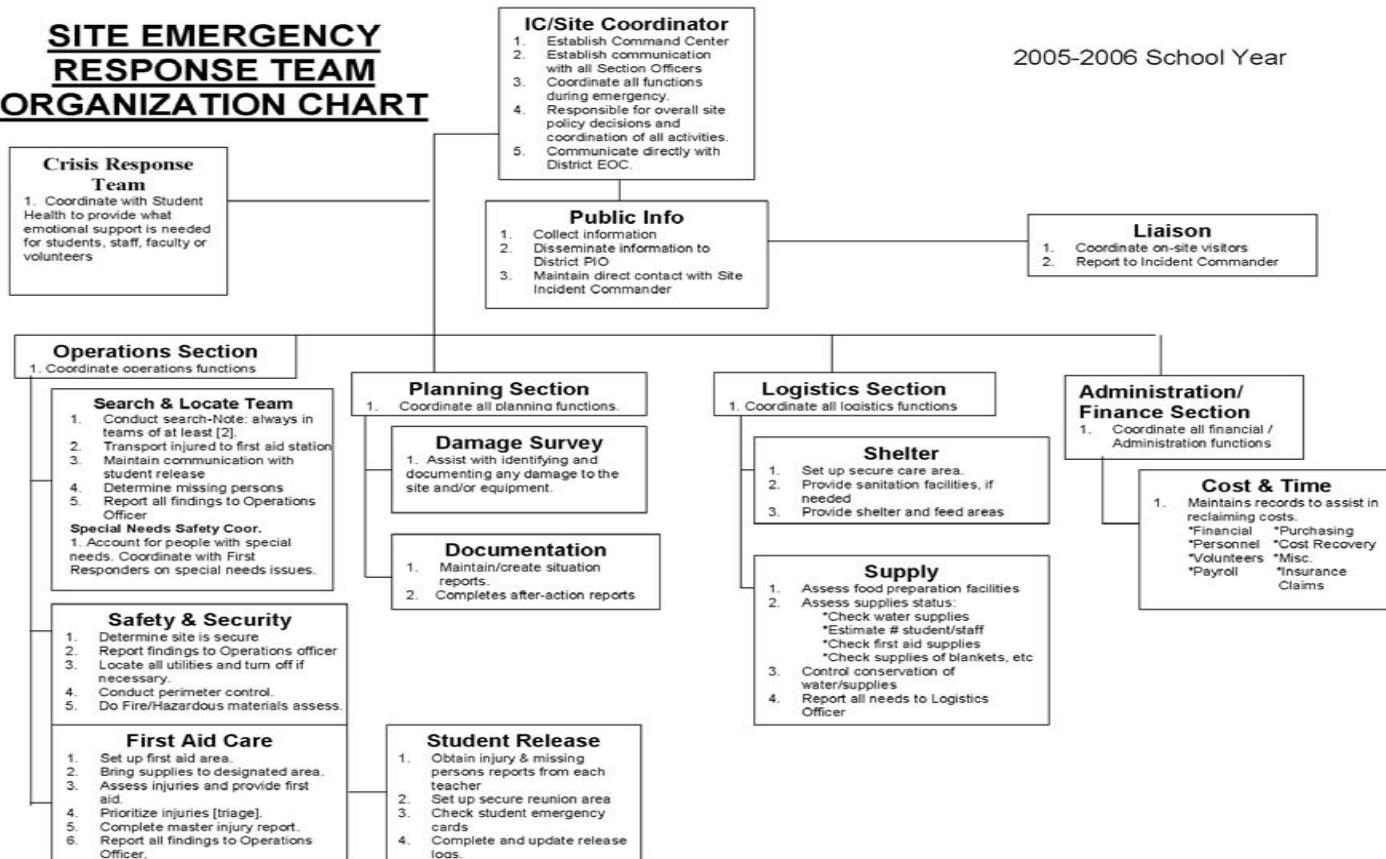 SITE EMERGENCY
RESPONSE TEAM
ORGANIZATION CHART
2005-2006 School Year
IC/Site Coordinator
1. Establish Command Center
2. Establish communication
with all Section Officers
3. Coordinate all functions
during emergency.
4. Responsible for overall site
policy decisions and
coordination of all activities.
5. Communicate directly with
District EOC.
Crisis Response
Team
1. Coordinate with Student
Health to provide what
emotional support is needed
for students, staff, faculty or
volunteers
Public Info
1. Collect information
2. Disseminate information to
District PIO
3. Maintain direct contact with Site
Incident Commander
Liaison
1. Coordinate on-site visitors
2. Report to Incident Commander
Operations Section
1. Coordinate operations functions
Search & Locate Team
1. Conduct search-Note: always in
teams of at least [2].
2. Transport injured to first aid station
3. Maintain communication with
student release
4. Determine missing persons
5. Report all findings to Operations
Officer
Special Needs Safety Coor.
1. Account for people with special
needs. Coordinate with First
Responders on special needs issues.
Safety & Security
1. Determine site is secure
2. Report findings to Operations officer
3. Locate all utilities and turn off if
necessary.
4. Conduct perimeter control.
5. Do Fire/Hazardous materials assess.
First Aid Care
1. Set up first aid area.
2. Bring supplies to designated area.
3. Assess injuries and provide first
aid.
4. Prioritize injuries [triage].
5. Complete master injury report.
6. Report all findings to Operations
Officer.
Student Release
1. Obtain injury & missing
persons reports from each
teacher
2. Set up secure reunion area
3. Check student emergency
cards
4. Complete and update release
logs.
Planning Section
1. Coordinate all planning functions.
Damage Survey
1. Assist with identifying and
documenting any damage to the
site and/or equipment.
Documentation
1. Maintain/create situation
reports.
2. Completes after-action reports
Logistics Section
1. Coordinate all logistics functions
Shelter
1. Set up secure care area.
2. Provide sanitation facilities, if
needed
3. Provide shelter and feed areas
Supply
1. Assess food preparation facilities
2. Assess supplies status:
*Check water supplies
*Estimate # student/staff
*Check first aid supplies
*Check supplies of blankets, etc
3. Control conservation of
water/supplies
4. Report all needs to Logistics
Officer
Administration/
Finance Section
1. Coordinate all financial /
Administration functions
Cost & Time
1. Maintains records to assist in
reclaiming costs.
*Financial *Purchasing
*Personnel *Cost Recovery
*Volunteers *Misc.
*Payroll *Insurance
Claims